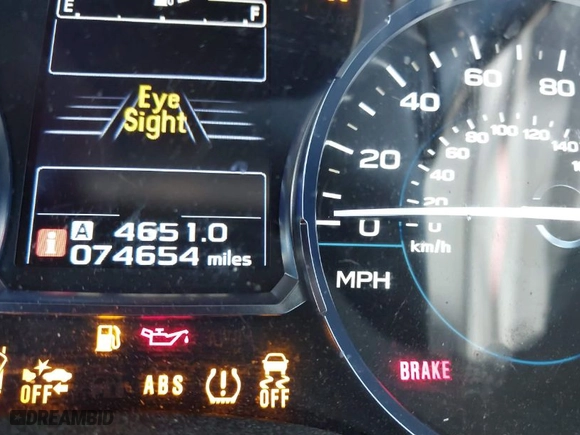 E F
Eye
Sight
A 4651.0
i 074654 miles
0 20 40 60 80
0 20 40 60 80 100 120 140
km/h
MPH
OFF ABS OFF
BRAKE
DREAMBID